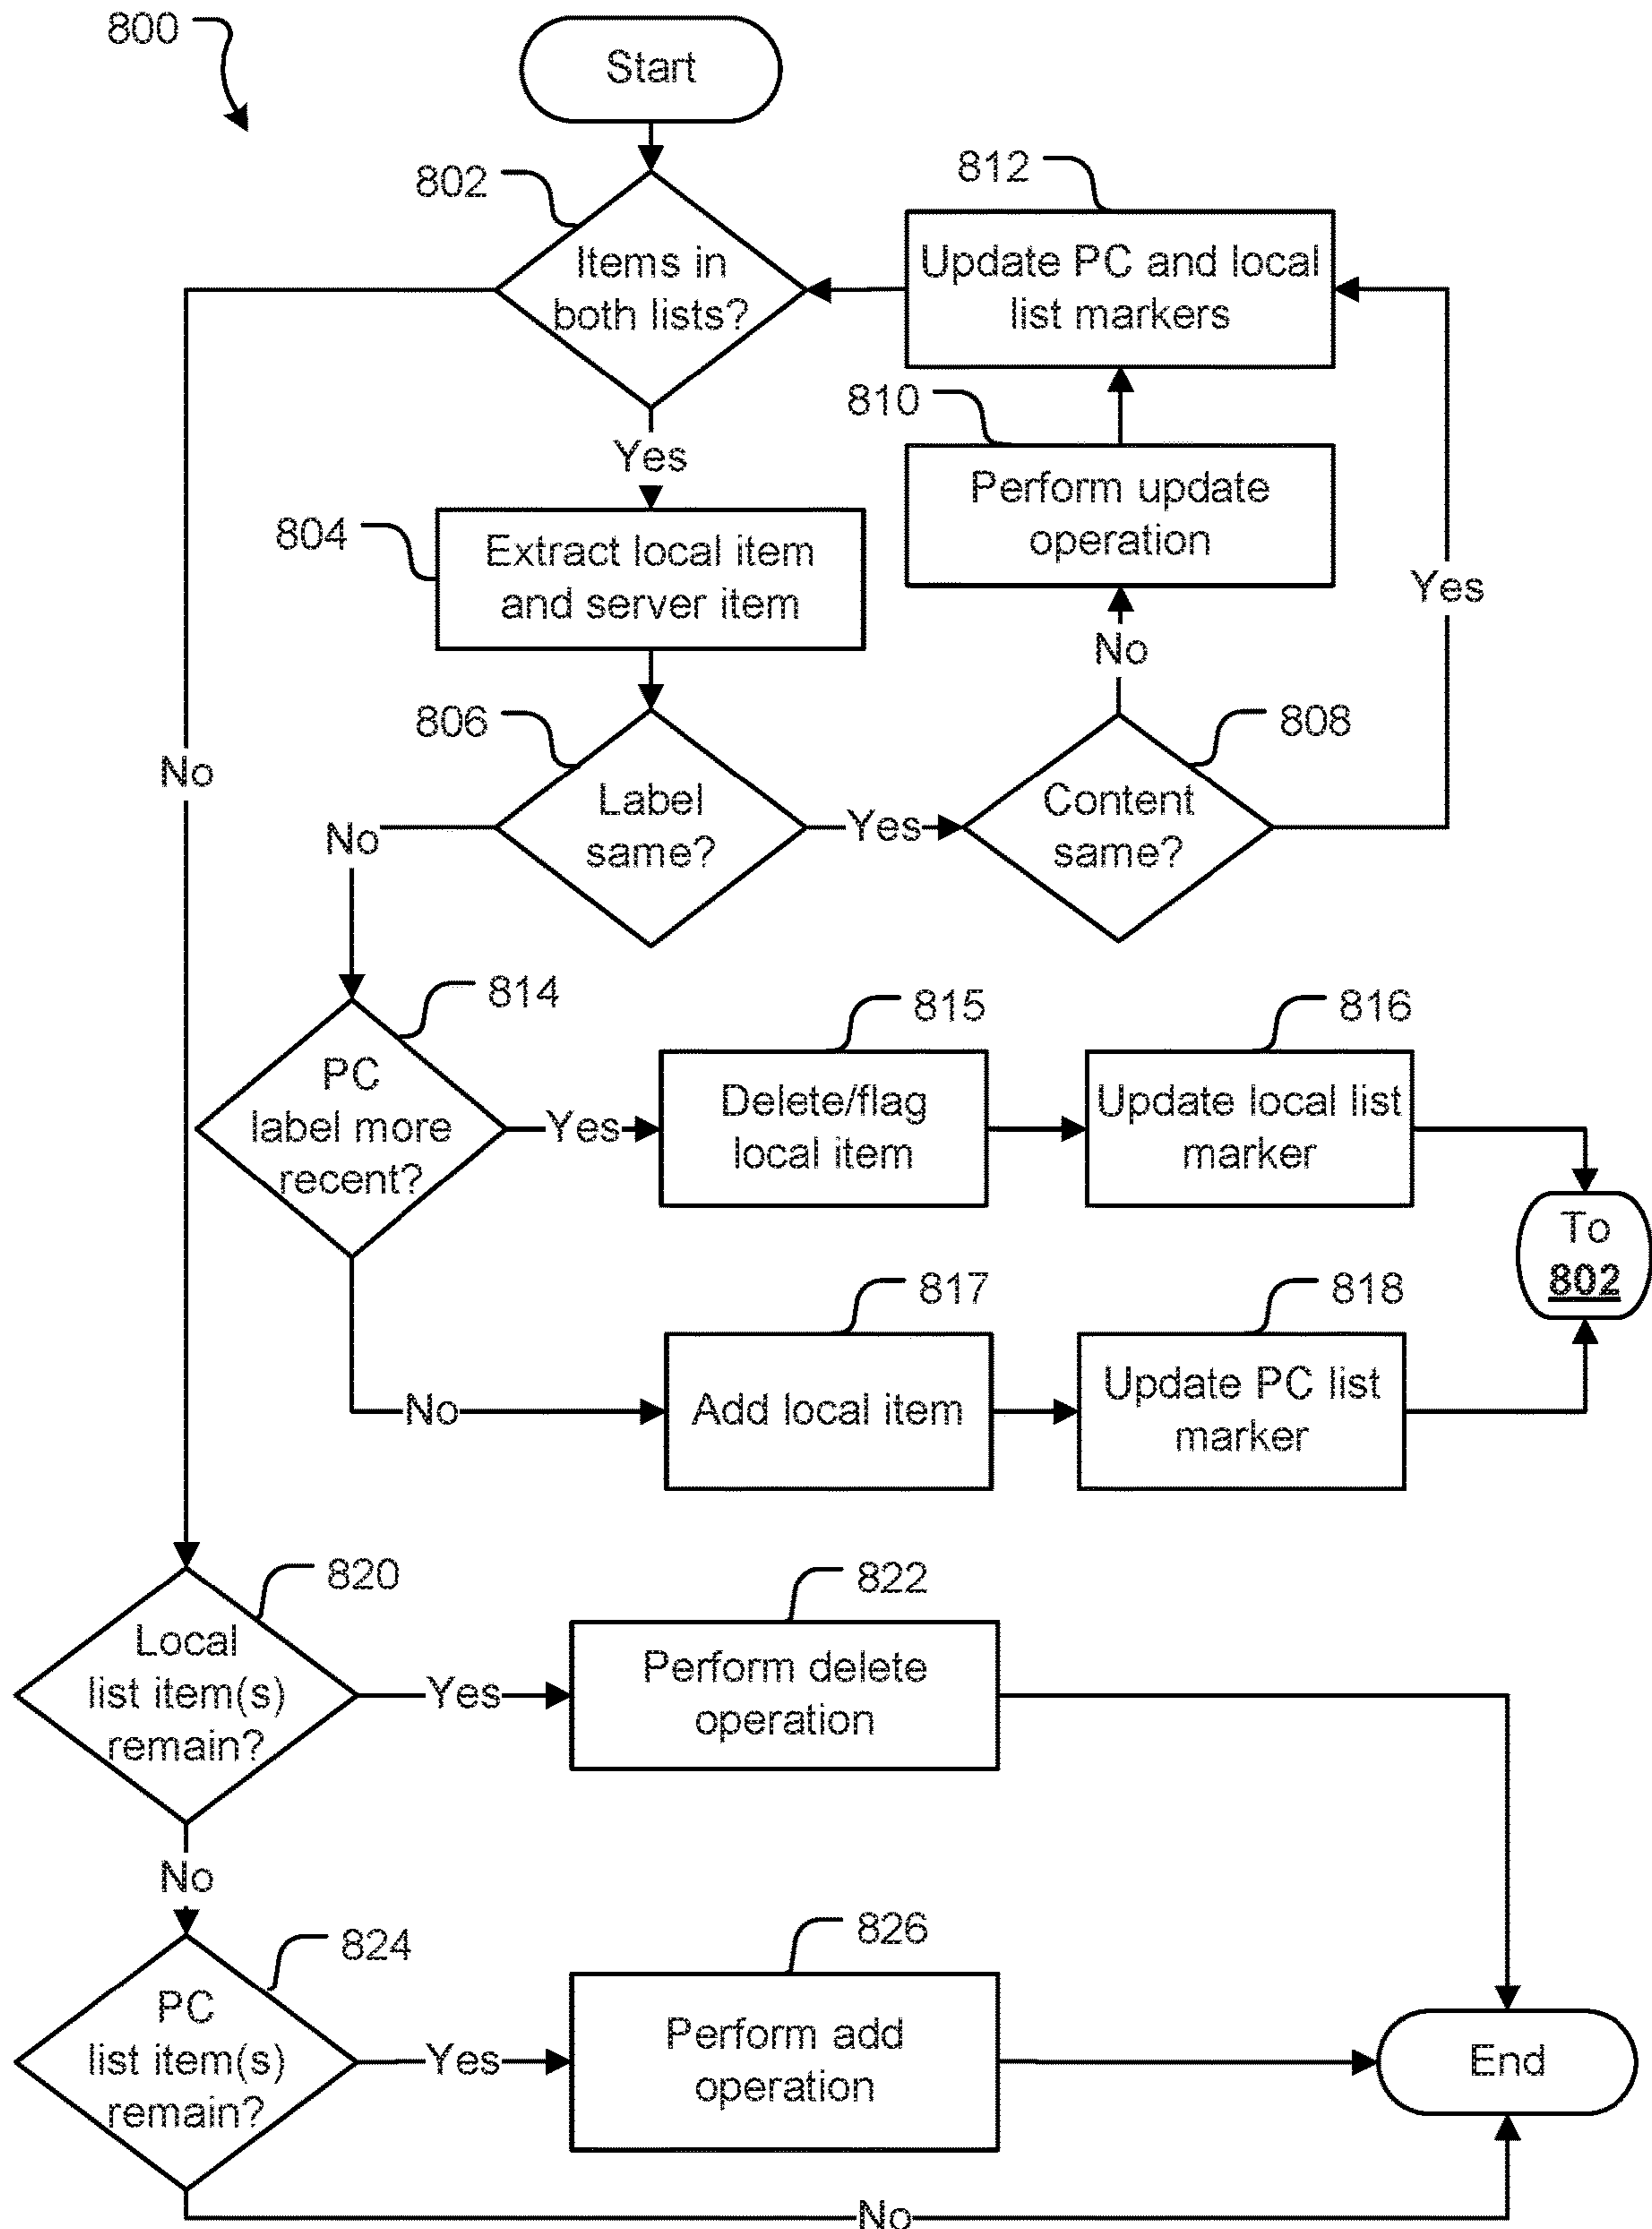 800
Start
802
Items in
both lists?
812
Update PC and local
list markers
Yes
810
Perform update
operation
804
Extract local item
and server item
Yes
No
No
806
Label
same?
Yes
808
Content
same?
No
814
PC
label more
recent?
Yes
815
Delete/flag
local item
816
Update local list
marker
To
802
No
817
Add local item
818
Update PC list
marker
820
Local
list item(s)
remain?
Yes
822
Perform delete
operation
No
824
PC
list item(s)
remain?
Yes
826
Perform add
operation
End
No